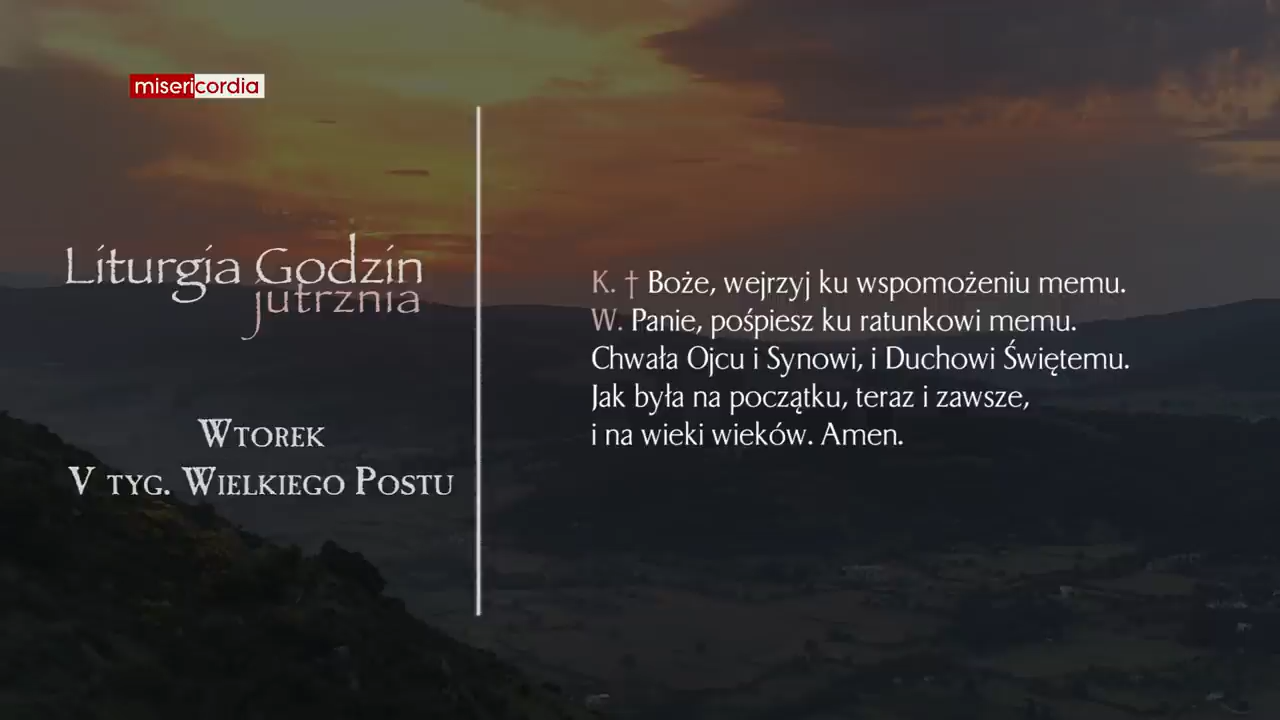 misericordia
Liturgia Godzin
jutrznia
Wtorek
V tyg. Wielkiego Postu
K. † Boże, wejrzyj ku wspomożeniu memu.
W. Panie, pośpiesz ku ratunkowi memu.
Chwała Ojcu i Synowi, i Duchowi Świętemu.
Jak była na początku, teraz i zawsze,
i na wieki wieków. Amen.